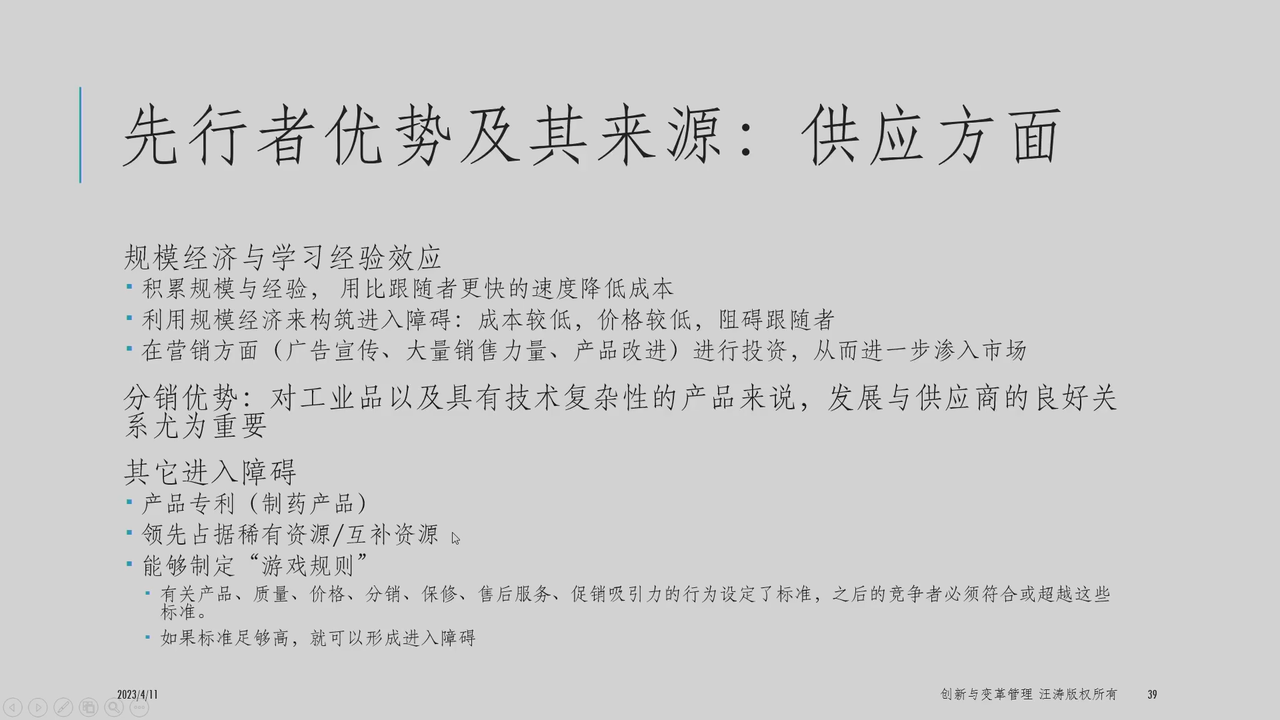 先行者优势及其来源：供应方面
规模经济与学习经验效应
积累规模与经验，用比跟随者更快的速度降低成本
利用规模经济来构筑进入障碍：成本较低，价格较低，阻碍跟随者
在营销方面（广告宣传、大量销售力量、产品改进）进行投资，从而进一步渗入市场
分销优势：对工业品以及具有技术复杂性的产品来说，发展与供应商的良好关
系尤为重要
其它进入障碍
产品专利（制药产品）
领先占据稀有资源/互补资源
能够制定“游戏规则”
有关产品、质量、价格、分销、保修、售后服务、促销吸引力的行为设定了标准，之后的竞争者必须符合或超越这些
标准。
如果标准足够高，就可以形成进入障碍
2023/4/11
创新与变革管理 汪涛版权所有
39